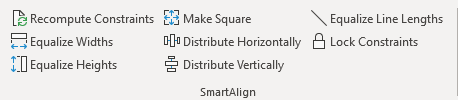 Recompute Constraints
Make Square
Equalize Line Lengths
Equalize Widths
Distribute Horizontally
Lock Constraints
Equalize Heights
Distribute Vertically
SmartAlign